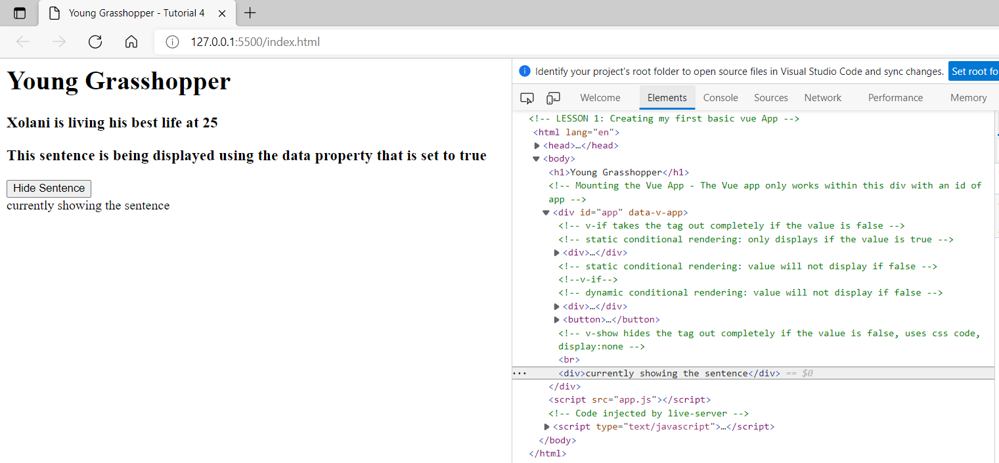 Young Grasshopper - Tutorial 4
127.0.0.1:5500/index.html
Young Grasshopper
Xolani is living his best life at 25
This sentence is being displayed using the data property that is set to true
Hide Sentence
currently showing the sentence
Identify your project's root folder to open source files in Visual Studio Code and sync changes. Set root fo
Welcome Elements Console Sources Network Performance Memory
<!-- LESSON 1: Creating my first basic vue App -->
<html lang="en">
<head>…</head>
<body>
<h1>Young Grasshopper</h1>
<!-- Mounting the Vue App - The Vue app only works within this div with an id of
app -->
<div id="app" data-v-app>
<!-- v-if takes the tag out completely if the value is false -->
<!-- static conditional rendering: only displays if the value is true -->
<div>…</div>
<!-- static conditional rendering: value will not display if false -->
<!--v-if-->
<!-- dynamic conditional rendering: value will not display if false -->
<div>…</div>
<button>…</button>
<!-- v-show hides the tag out completely if the value is false, uses css code,
display:none -->
<br>
<div>currently showing the sentence</div> == $0
</div>
<script src="app.js"></script>
<!-- Code injected by live-server -->
<script type="text/javascript">…</script>
</body>
</html>